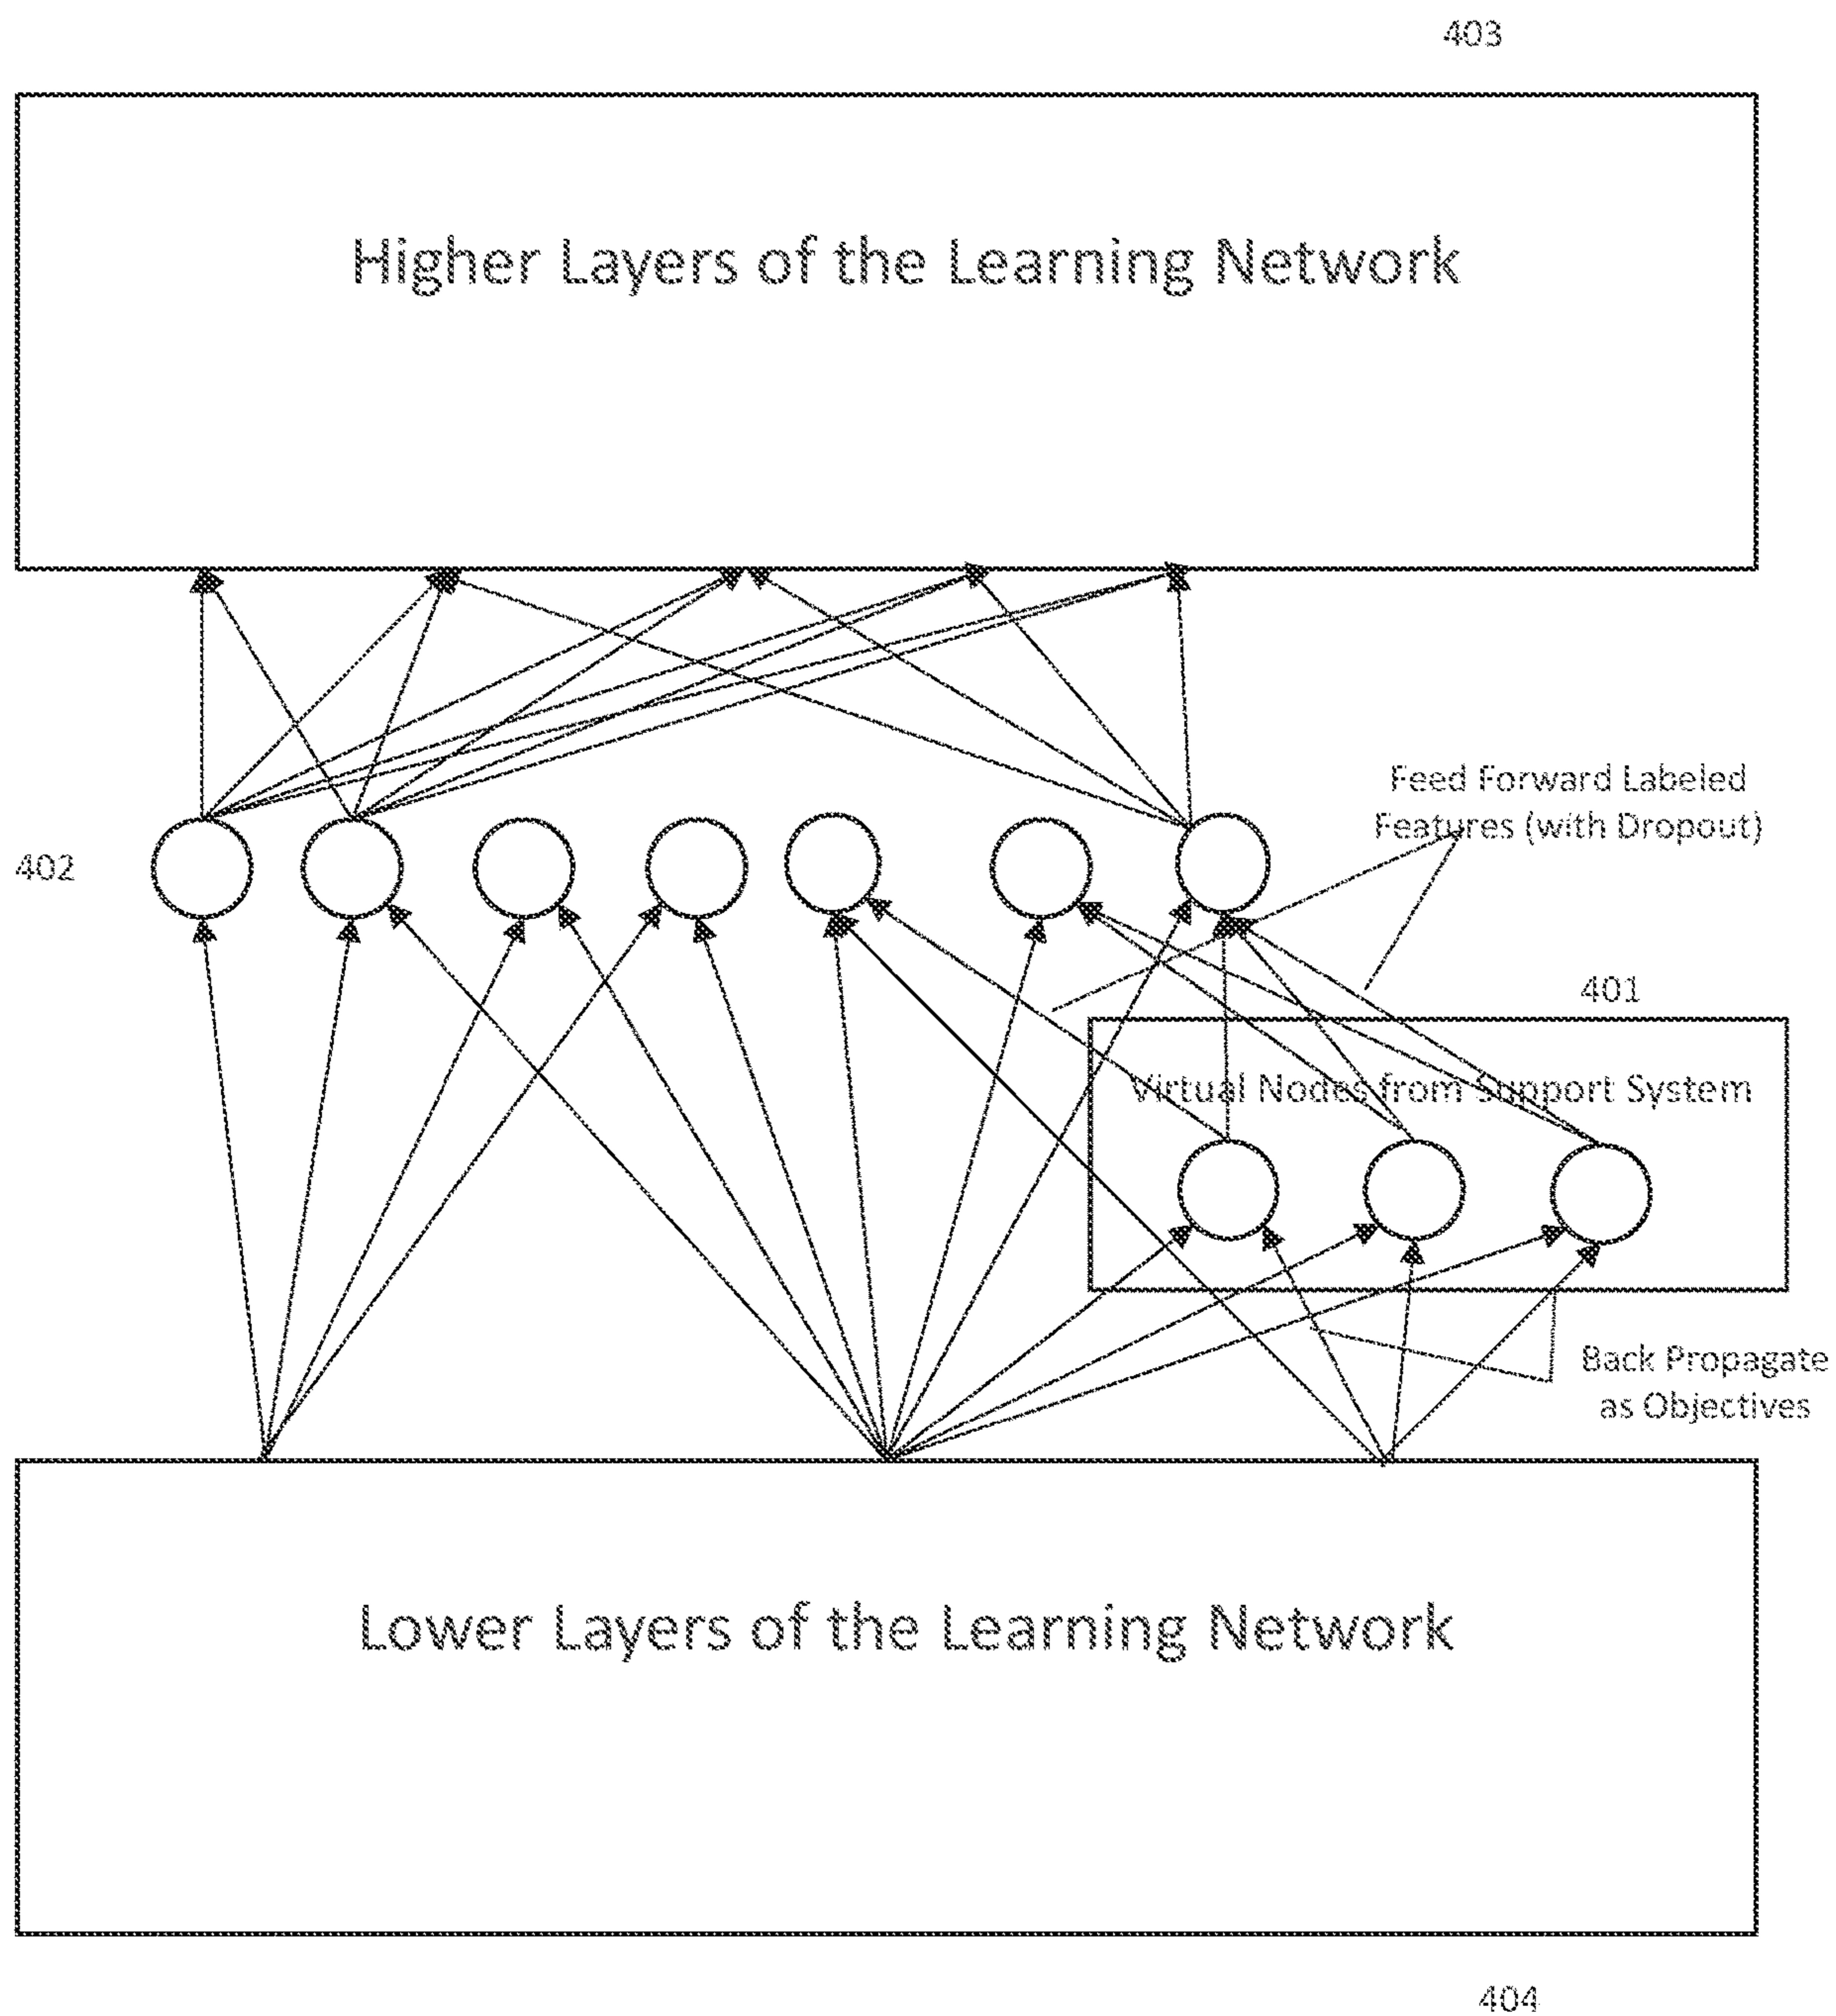 403
Higher Layers of the Learning Network
Feed Forward Labeled
Features (with Dropout)
402
401
Virtual Nodes from Support System
Back Propagate
as Objectives
Lower Layers of the Learning Network
404